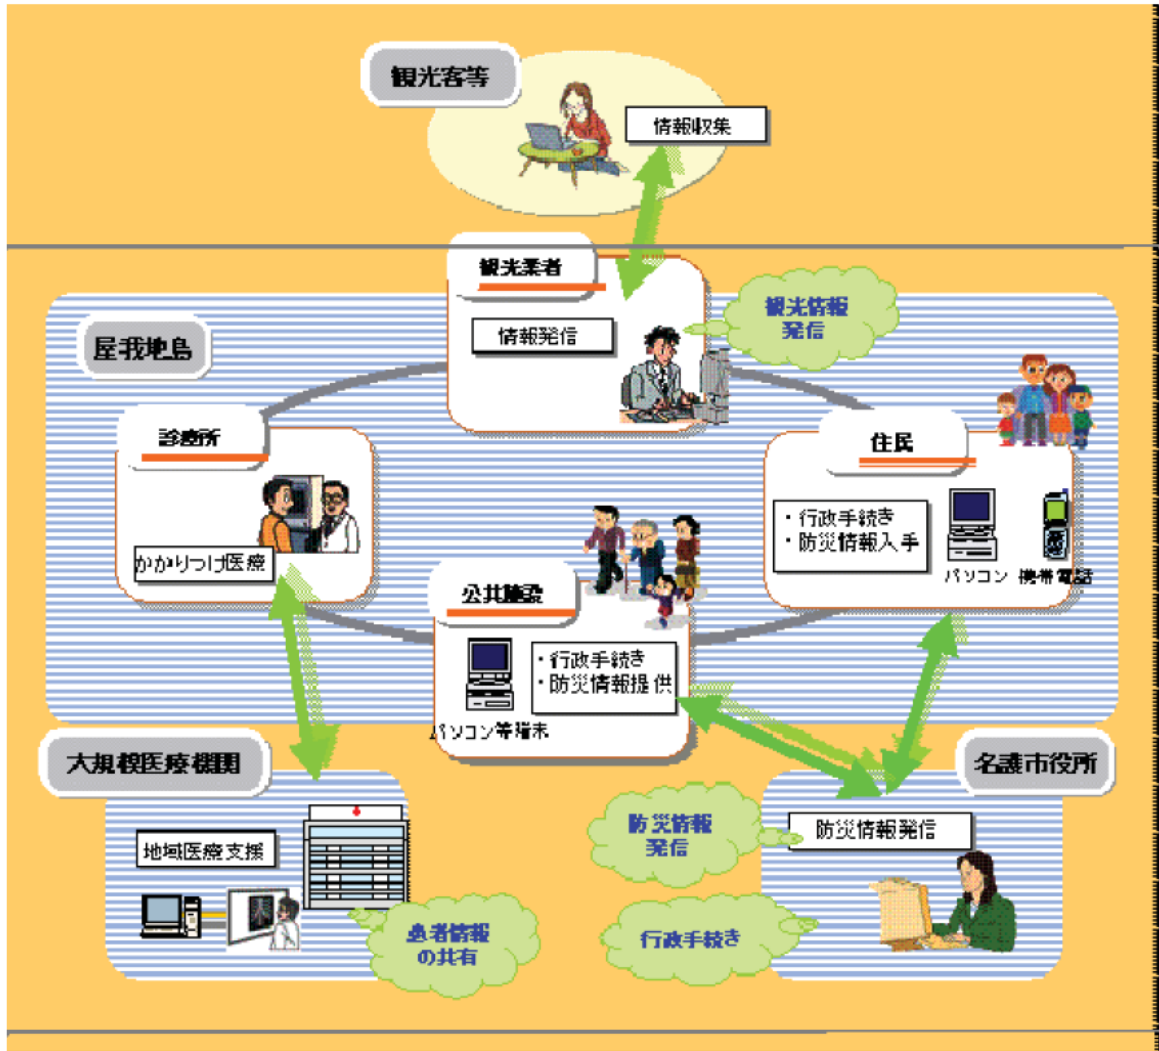 観光客等
情報収集
観光業者
情報発信
観光情報
発信
屋我地島
診療所
かかりつけ医療
住民
・行政手続き
・防災情報入手
パソコン
携帯電話
公共施設
・行政手続き
・防災情報提供
パソコン等端末
大規模医療機関
地域医療支援
患者情報
の共有
名護市役所
防災情報発信
防災情報
発信
行政手続き